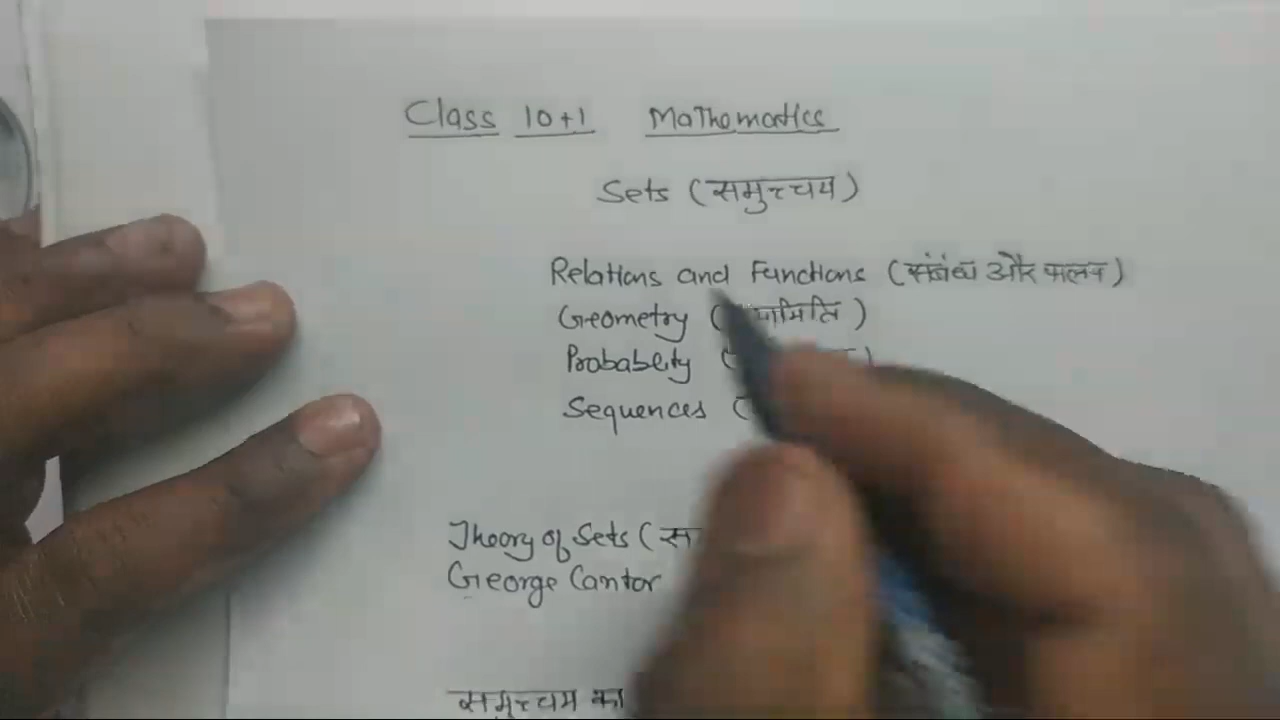 Class 10+1 Mathematics
Sets (समुच्चय)
Relations and Functions (संबंध और फलन)
Geometry (
Probability (
Sequences (
Theory of Sets (स
George Cantor
समुच्चय का